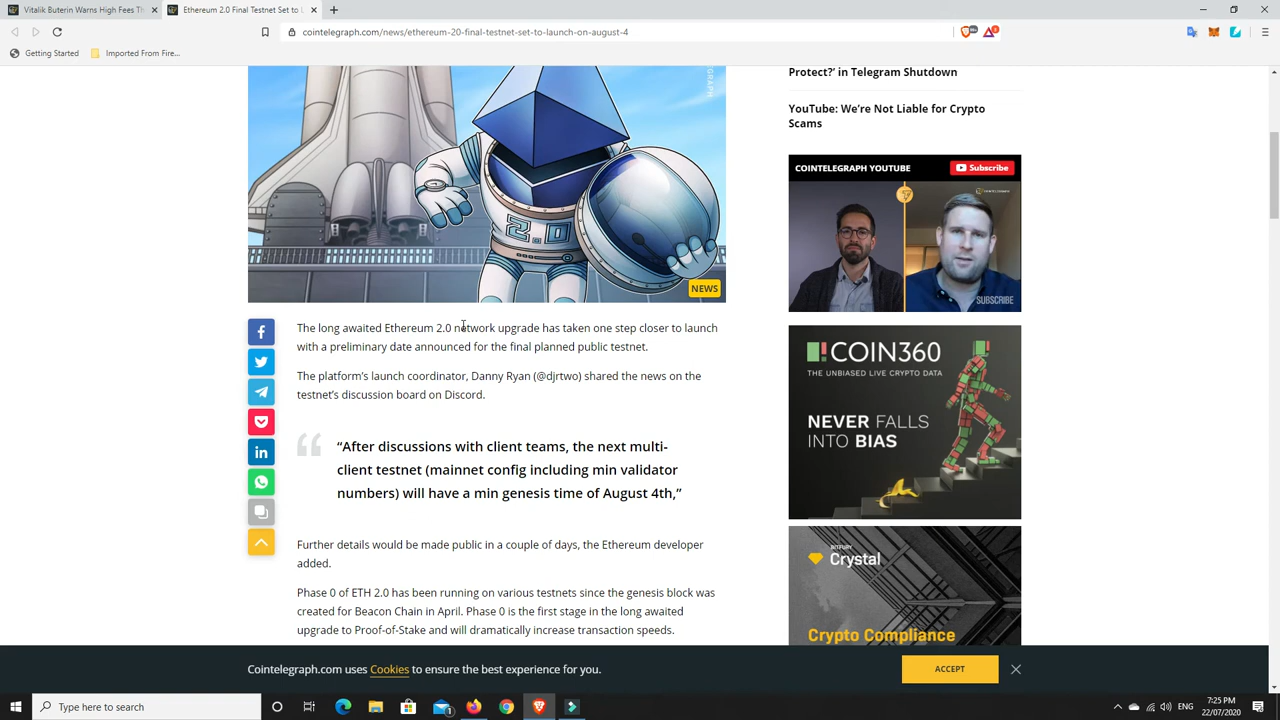 Vitalik Buterin Warns High Fees Th
Ethereum 2.0 Final Testnet Set to L
cointelegraph.com/news/ethereum-20-final-testnet-set-to-launch-on-august-4
Getting Started
Imported From Fire...
Protect?' in Telegram Shutdown
YouTube: We're Not Liable for Crypto
Scams
COINTELEGRAPH YOUTUBE
Subscribe
SUBSCRIBE
2.0
NEWS
The long awaited Ethereum 2.0 network upgrade has taken one step closer to launch
with a preliminary date announced for the final planned public testnet.
The platform's launch coordinator, Danny Ryan (@djrtwo) shared the news on the
testnet's discussion board on Discord.
“After discussions with client teams, the next multi-
client testnet (mainnet config including min validator
numbers) will have a min genesis time of August 4th,”
Further details would be made public in a couple of days, the Ethereum developer
added.
Phase 0 of ETH 2.0 has been running on various testnets since the genesis block was
created for Beacon Chain in April. Phase 0 is the first stage in the long awaited
upgrade to Proof-of-Stake and will dramatically increase transaction speeds.
COIN360
THE UNBIASED LIVE CRYPTO DATA
NEVER FALLS
INTO BIAS
BITFURY
Crystal
Crypto Compliance
Cointelegraph.com uses Cookies to ensure the best experience for you.
ACCEPT
Type here to search
ENG
7:25 PM
22/07/2020